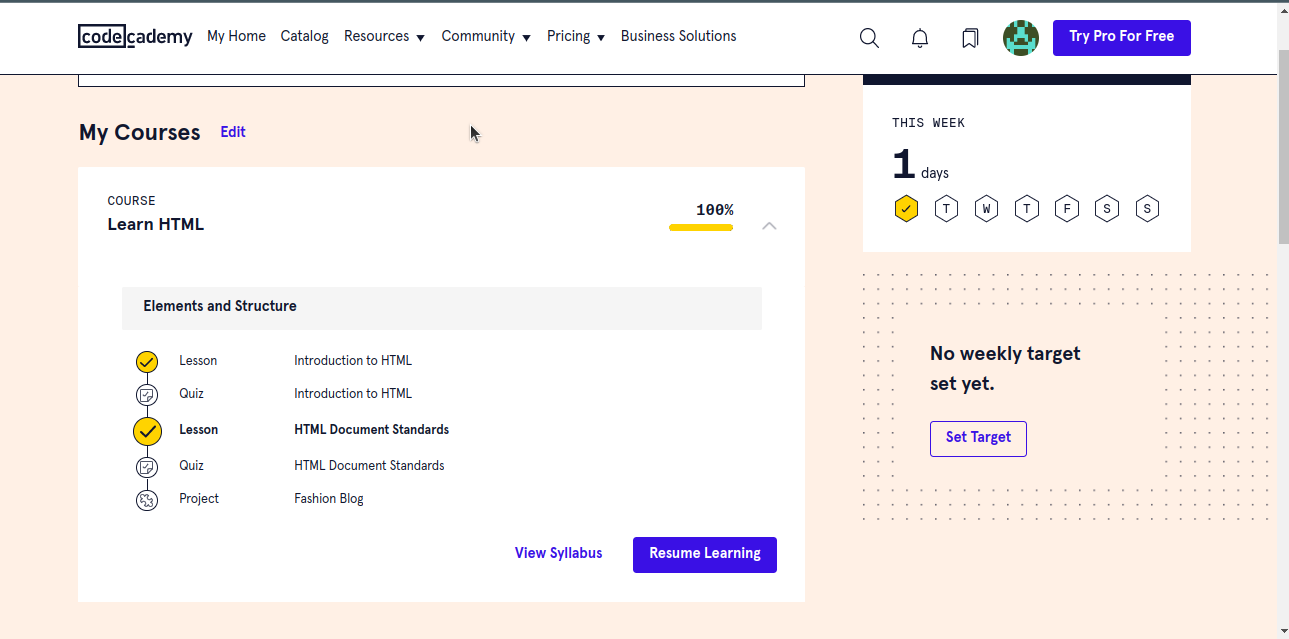 codecademy My Home Catalog Resources Community Pricing Business Solutions Try Pro For Free
My Courses Edit
COURSE
Learn HTML
100%
Elements and Structure
Lesson Introduction to HTML
Quiz Introduction to HTML
Lesson HTML Document Standards
Quiz HTML Document Standards
Project Fashion Blog
View Syllabus Resume Learning
THIS WEEK
1 days
T W T F S S
No weekly target
set yet.
Set Target